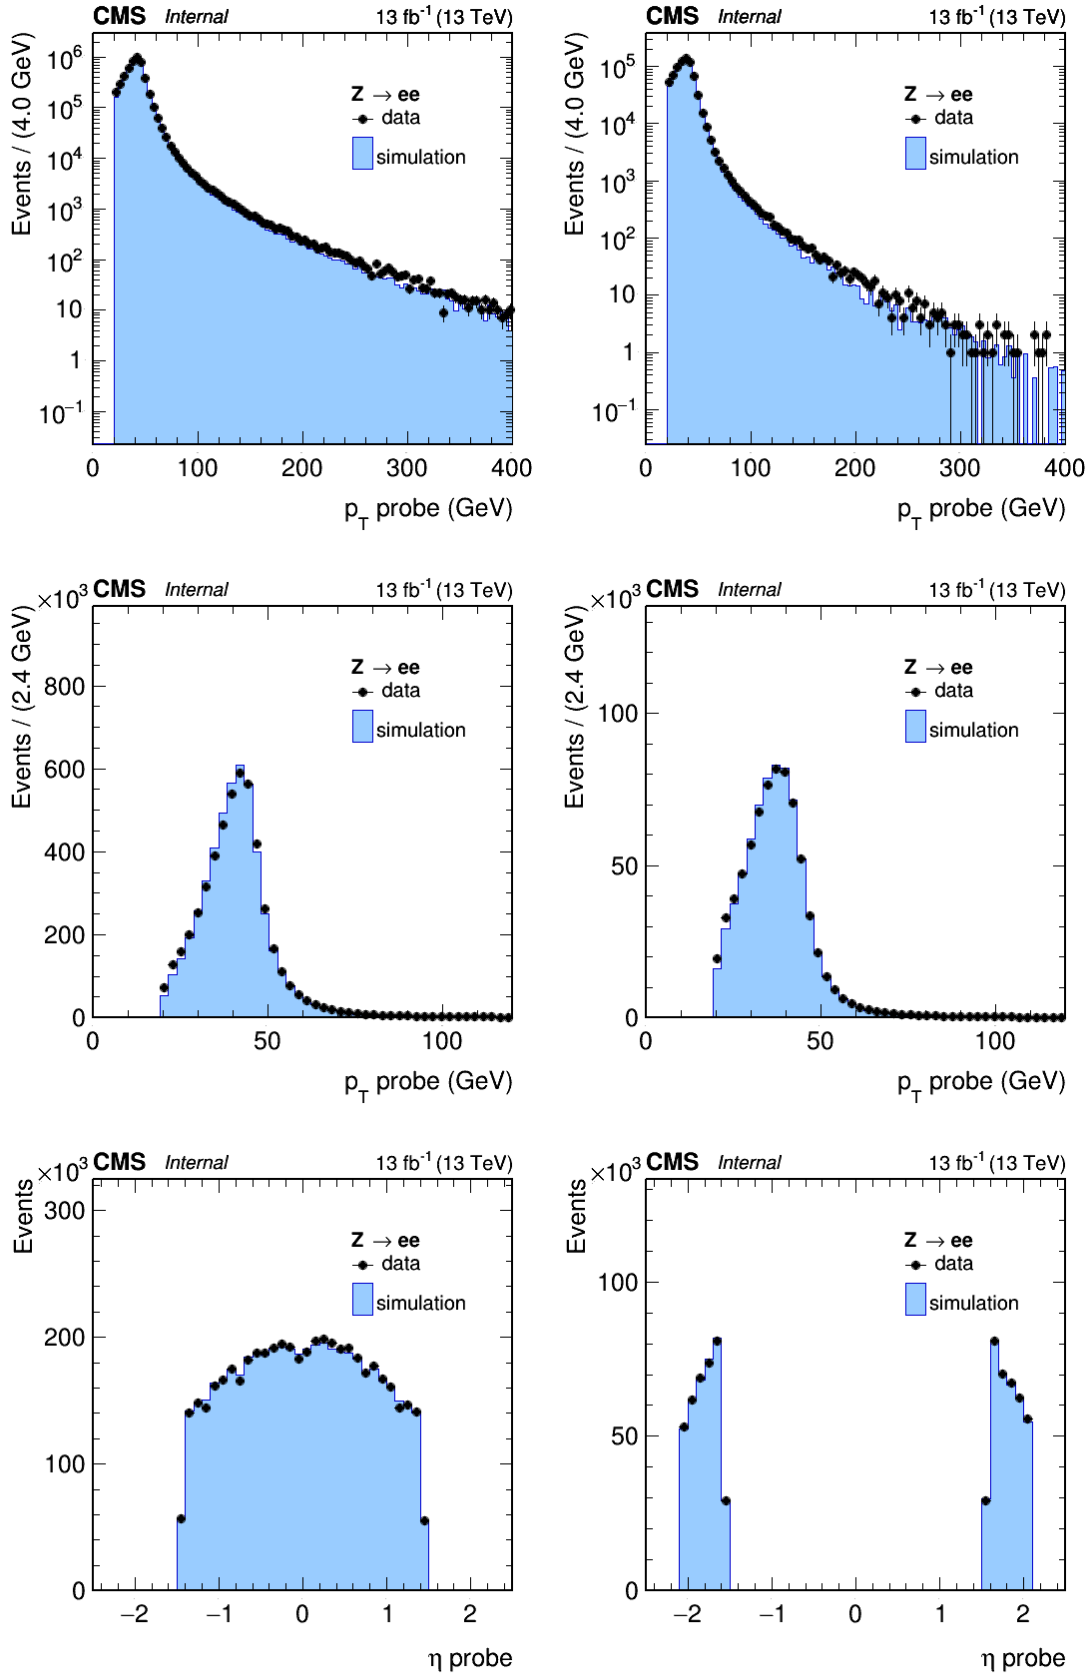 CMS Internal 13 fb⁻¹ (13 TeV)
Events / (4.0 GeV)
10⁶
10⁵
10⁴
10³
10²
10
1
10⁻¹
Z → ee
data
simulation
0 100 200 300 400
p_T probe (GeV)
CMS Internal 13 fb⁻¹ (13 TeV)
Events / (4.0 GeV)
10⁵
10⁴
10³
10²
10
1
10⁻¹
Z → ee
data
simulation
0 100 200 300 400
p_T probe (GeV)
×10³ CMS Internal 13 fb⁻¹ (13 TeV)
Events / (2.4 GeV)
800
600
400
200
0
Z → ee
data
simulation
0 50 100
p_T probe (GeV)
×10³ CMS Internal 13 fb⁻¹ (13 TeV)
Events / (2.4 GeV)
100
50
0
Z → ee
data
simulation
0 50 100
p_T probe (GeV)
×10³ CMS Internal 13 fb⁻¹ (13 TeV)
Events
300
200
100
0
Z → ee
data
simulation
−2 −1 0 1 2
η probe
×10³ CMS Internal 13 fb⁻¹ (13 TeV)
Events
100
50
0
Z → ee
data
simulation
−2 −1 0 1 2
η probe